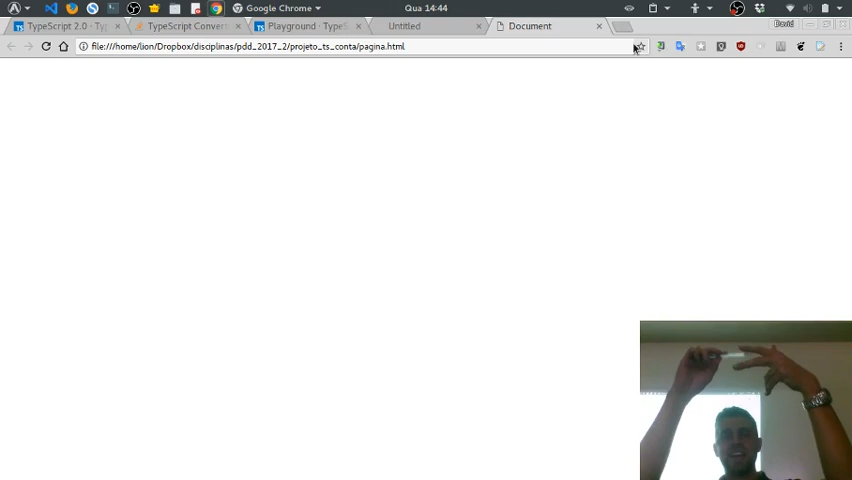 Google Chrome
Qua 14:44
TypeScript 2.0 -
TypeScript Conver
Playground · TypeS
Untitled
Document
David
file:///home/lion/Dropbox/disciplinas/pdd_2017_2/projeto_ts_conta/pagina.html